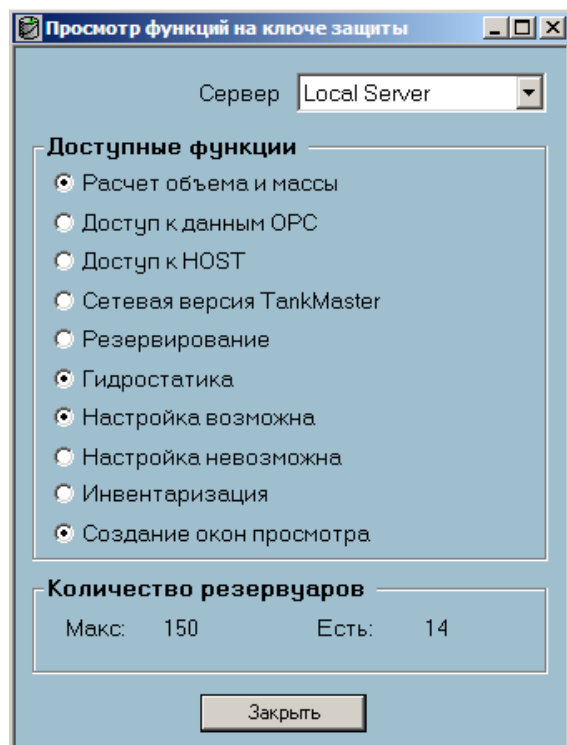 Просмотр функций на ключе защиты
Сервер Local Server
Доступные функции
Расчет объема и массы
Доступ к данным OPC
Доступ к HOST
Сетевая версия TankMaster
Резервирование
Гидростатика
Настройка возможна
Настройка невозможна
Инвентаризация
Создание окон просмотра
Количество резервуаров
Макс: 150 Есть: 14
Закрыть